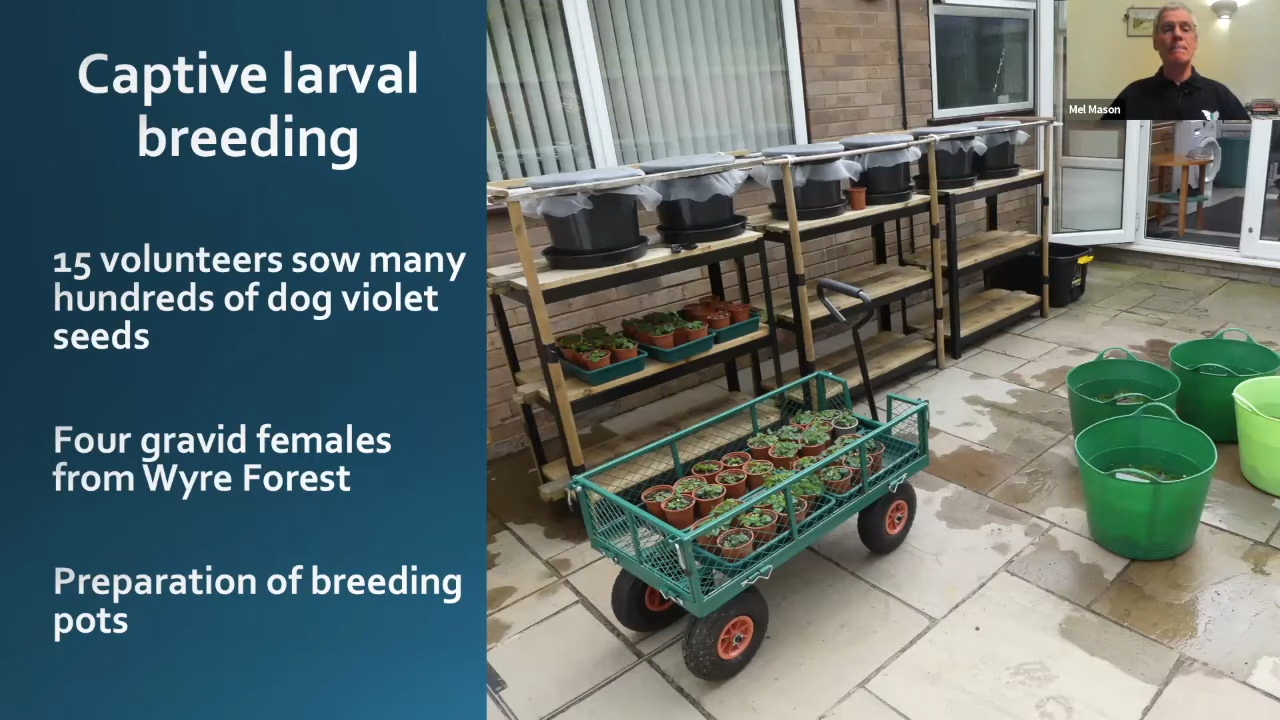 Captive larval
breeding
15 volunteers sow many
hundreds of dog violet
seeds
Four gravid females
from Wyre Forest
Preparation of breeding
pots
Mel Mason